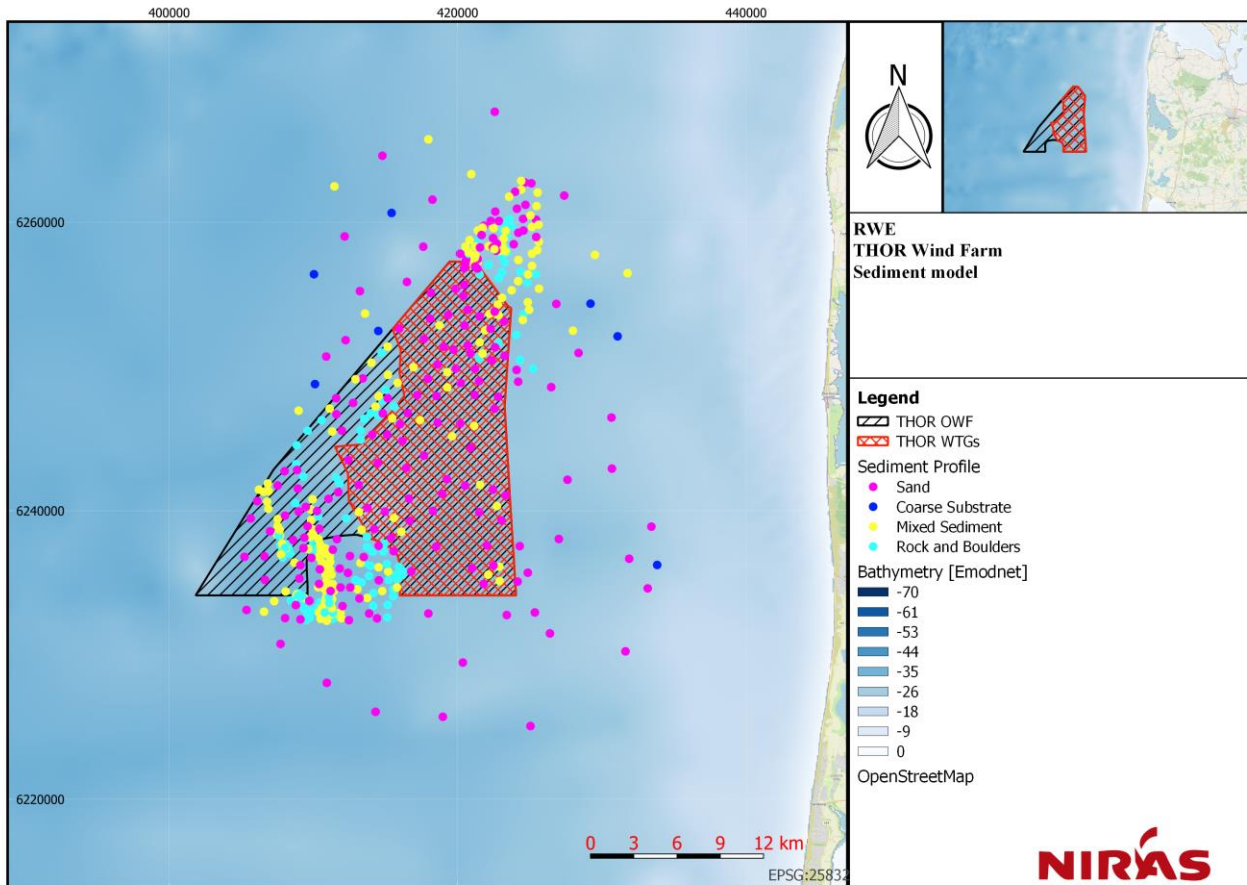 400000
420000
440000
6260000
6240000
6220000
0 3 6 9 12 km
EPSG:25832
N
RWE
THOR Wind Farm
Sediment model
Legend
THOR OWF
THOR WTGs
Sediment Profile
Sand
Coarse Substrate
Mixed Sediment
Rock and Boulders
Bathymetry [Emodnet]
-70
-61
-53
-44
-35
-26
-18
-9
0
OpenStreetMap
NIRAS